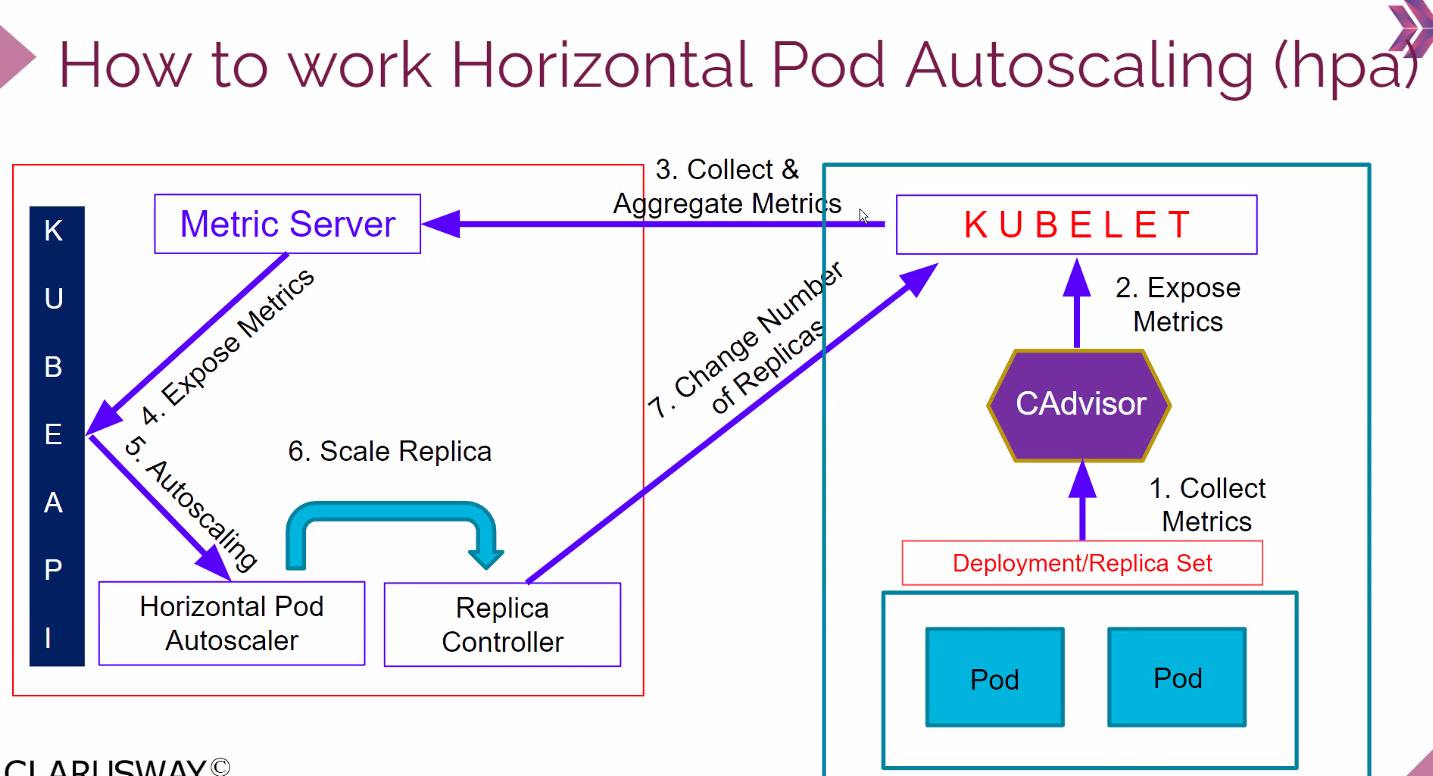 How to work Horizontal Pod Autoscaling (hpa)
3. Collect &
Aggregate Metrics
K
U
B
E
A
P
I
Metric Server
K U B E L E T
4. Expose Metrics
5. Autoscaling
6. Scale Replica
7. Change Number
of Replicas
2. Expose
Metrics
CAdvisor
1. Collect
Metrics
Deployment/Replica Set
Horizontal Pod
Autoscaler
Replica
Controller
Pod
Pod
CLARUSWAY©